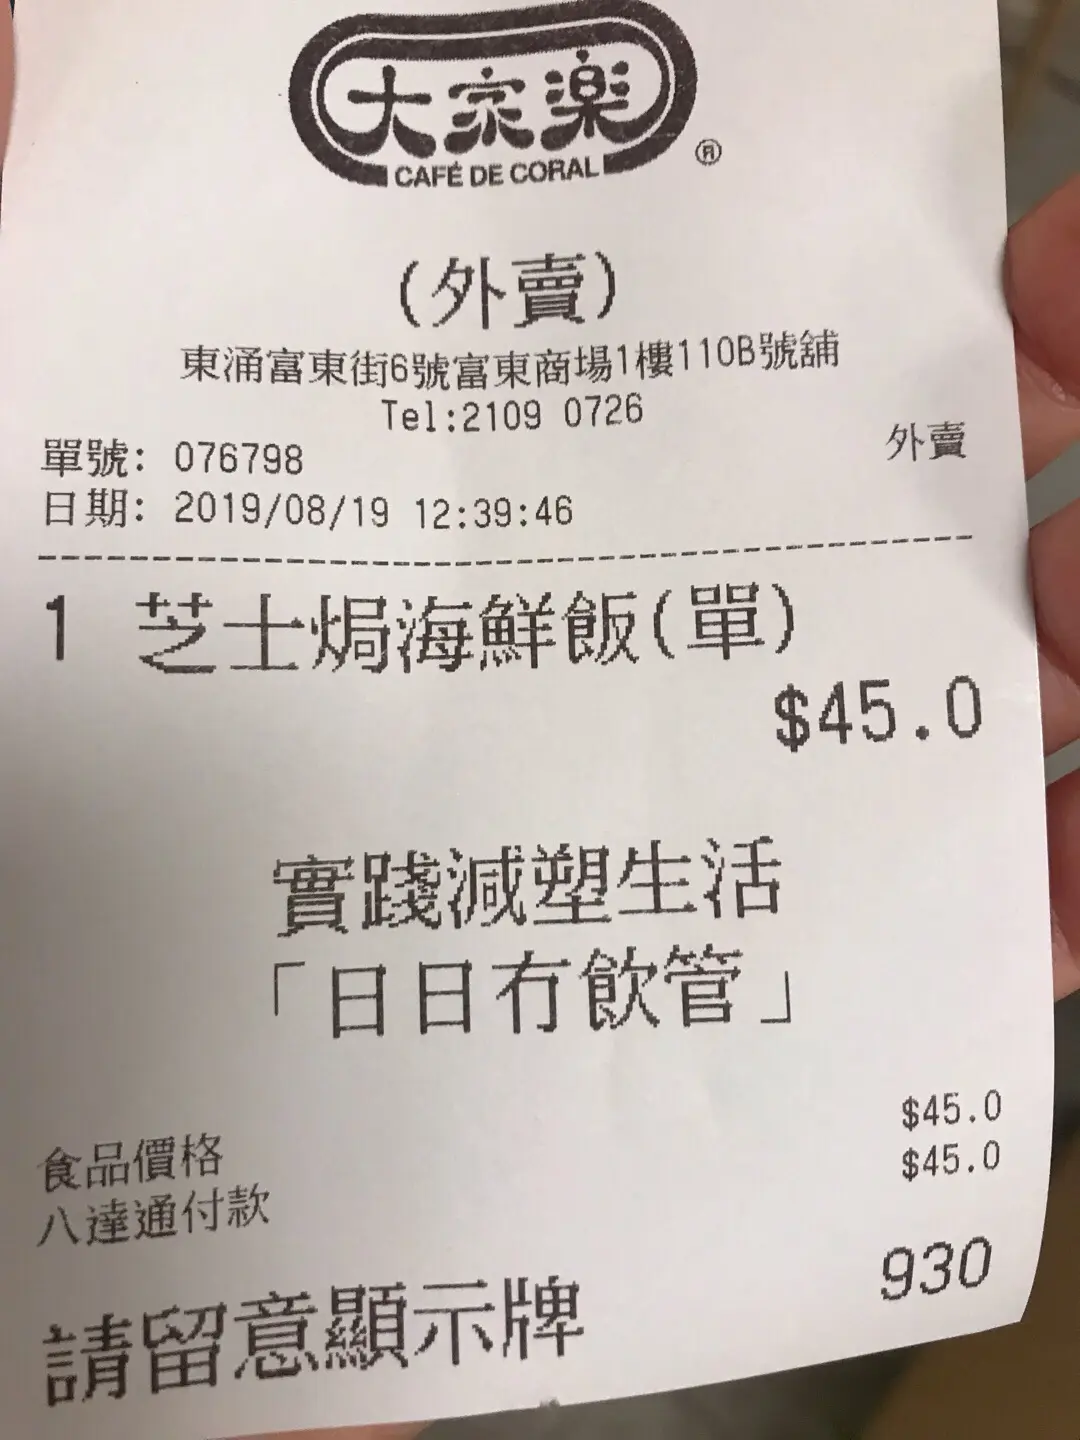 大家楽
CAFÉ DE CORAL ®
(外賣)
東涌富東街6號富東商場1樓110B號舖
Tel:2109 0726
單號: 076798 外賣
日期: 2019/08/19 12:39:46
1 芝士焗海鮮飯(單)
$45.0
實踐減塑生活
「日日冇飲管」
食品價格 $45.0
八達通付款 $45.0
請留意顯示牌 930